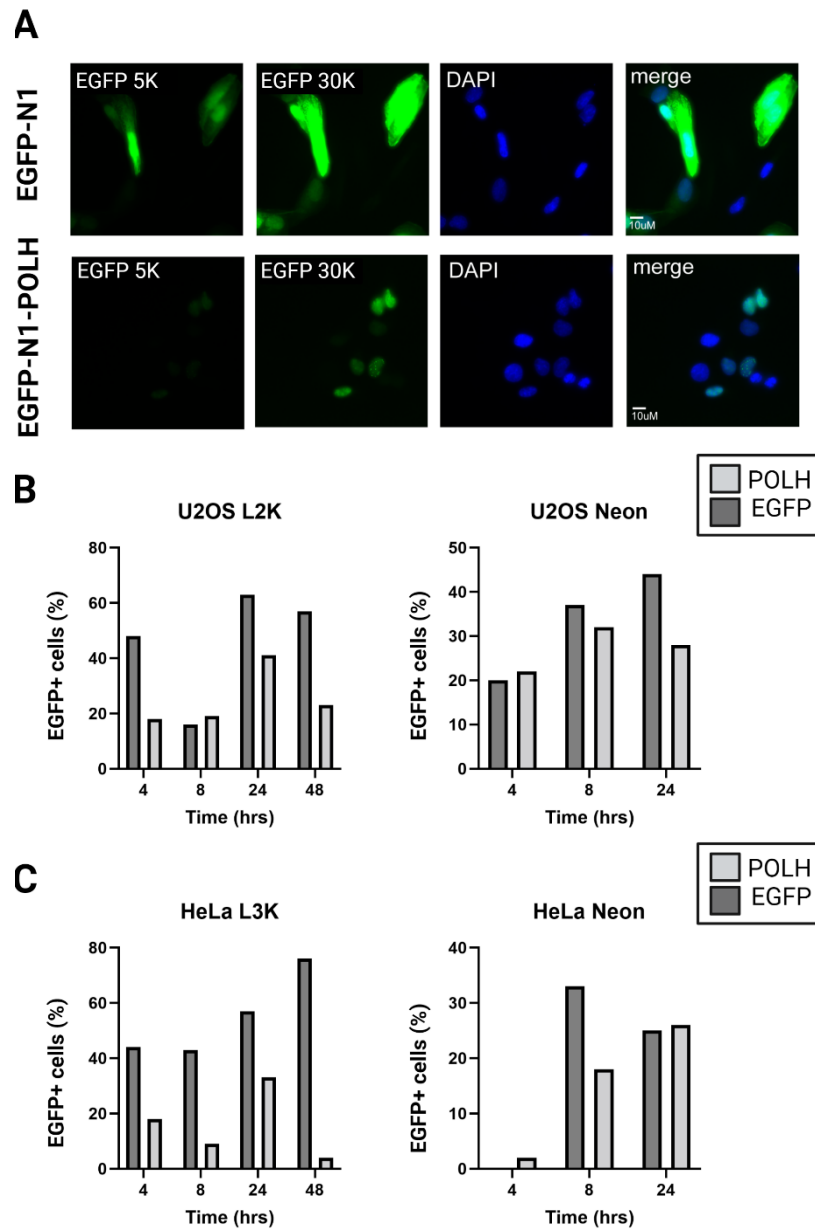 A
EGFP-N1
EGFP 5K
EGFP 30K
DAPI
merge
10uM
EGFP-N1-POLH
EGFP 5K
EGFP 30K
DAPI
merge
10uM
B
POLH
EGFP
U2OS L2K
EGFP+ cells (%)
80
60
40
20
0
4 8 24 48
Time (hrs)
U2OS Neon
EGFP+ cells (%)
50
40
30
20
10
0
4 8 24
Time (hrs)
C
POLH
EGFP
HeLa L3K
EGFP+ cells (%)
80
60
40
20
0
4 8 24 48
Time (hrs)
HeLa Neon
EGFP+ cells (%)
40
30
20
10
0
4 8 24
Time (hrs)